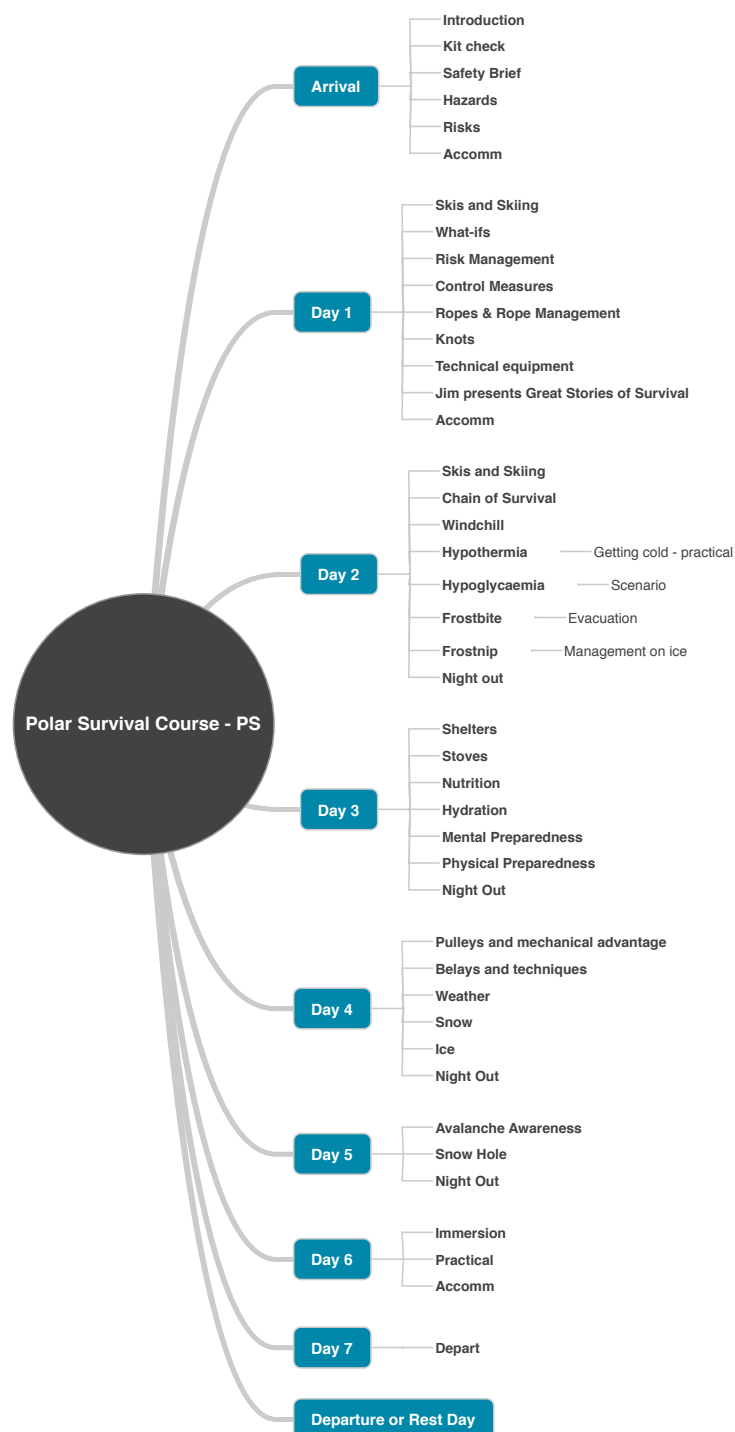 Polar Survival Course - PS
Arrival
Introduction
Kit check
Safety Brief
Hazards
Risks
Accomm
Day 1
Skis and Skiing
What-ifs
Risk Management
Control Measures
Ropes & Rope Management
Knots
Technical equipment
Jim presents Great Stories of Survival
Accomm
Day 2
Skis and Skiing
Chain of Survival
Windchill
Hypothermia
Getting cold - practical
Hypoglycaemia
Scenario
Frostbite
Evacuation
Frostnip
Management on ice
Night out
Day 3
Shelters
Stoves
Nutrition
Hydration
Mental Preparedness
Physical Preparedness
Night Out
Day 4
Pulleys and mechanical advantage
Belays and techniques
Weather
Snow
Ice
Night Out
Day 5
Avalanche Awareness
Snow Hole
Night Out
Day 6
Immersion
Practical
Accomm
Day 7
Depart
Departure or Rest Day